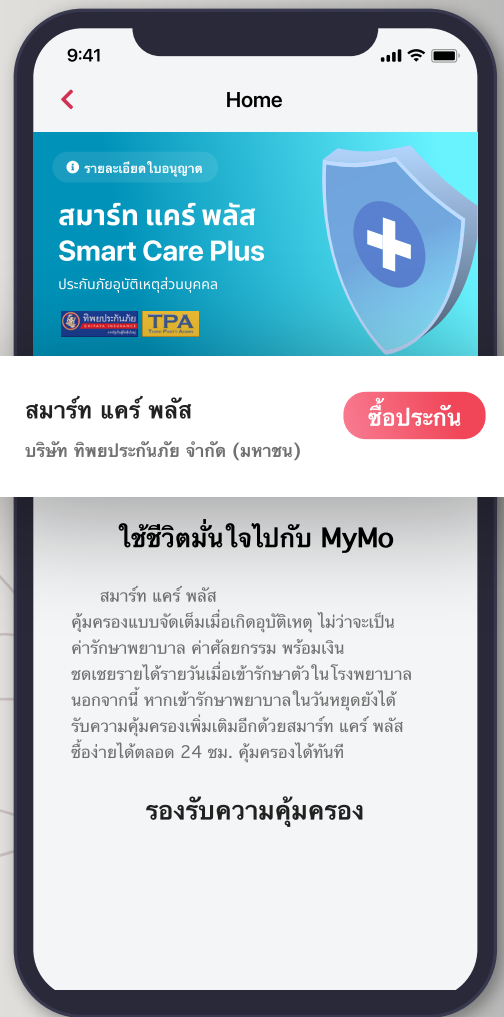 9:41
Home
รายละเอียดใบอนุญาต
สมาร์ท แคร์ พลัส
Smart Care Plus
ประกันภัยอุบัติเหตุส่วนบุคคล
ทิพยประกันภัย
DHIPAYA INSURANCE
TPA
สมาร์ท แคร์ พลัส
ซื้อประกัน
บริษัท ทิพยประกันภัย จำกัด (มหาชน)
ใช้ชีวิตมั่นใจไปกับ MyMo
สมาร์ท แคร์ พลัส
คุ้มครองแบบจัดเต็มเมื่อเกิดอุบัติเหตุ ไม่ว่าจะเป็น
ค่ารักษาพยาบาล ค่าศัลยกรรม พร้อมเงิน
ชดเชยรายได้รายวันเมื่อเข้ารักษาตัวในโรงพยาบาล
นอกจากนี้ หากเข้ารักษาพยาบาลในวันหยุดยังได้
รับความคุ้มครองเพิ่มเติมอีกด้วยสมาร์ท แคร์ พลัส
ซื้อง่ายได้ตลอด 24 ชม. คุ้มครองได้ทันที
รองรับความคุ้มครอง